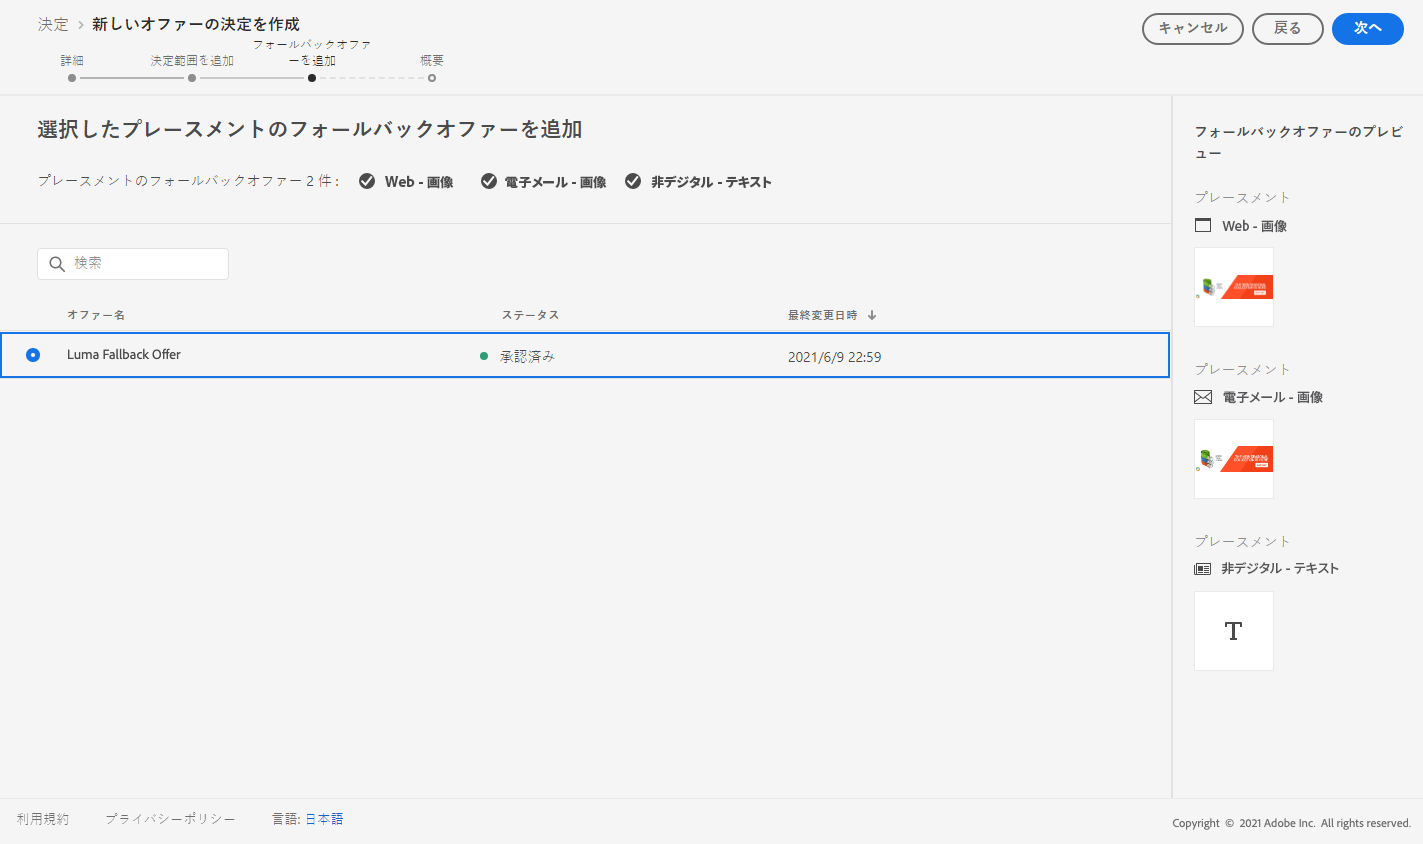 決定 > 新しいオファーの決定を作成
キャンセル
戻る
次へ
詳細
決定範囲を追加
フォールバックオファ
ーを追加
概要
選択したプレースメントのフォールバックオファーを追加
プレースメントのフォールバックオファー 2 件 :
Web - 画像
電子メール - 画像
非デジタル - テキスト
検索
オファー名
ステータス
最終変更日時
Luma Fallback Offer
承認済み
2021/6/9 22:59
フォールバックオファーのプレビ
ュー
プレースメント
Web - 画像
プレースメント
電子メール - 画像
プレースメント
非デジタル - テキスト
T
利用規約
プライバシーポリシー
言語: 日本語
Copyright © 2021 Adobe Inc. All rights reserved.